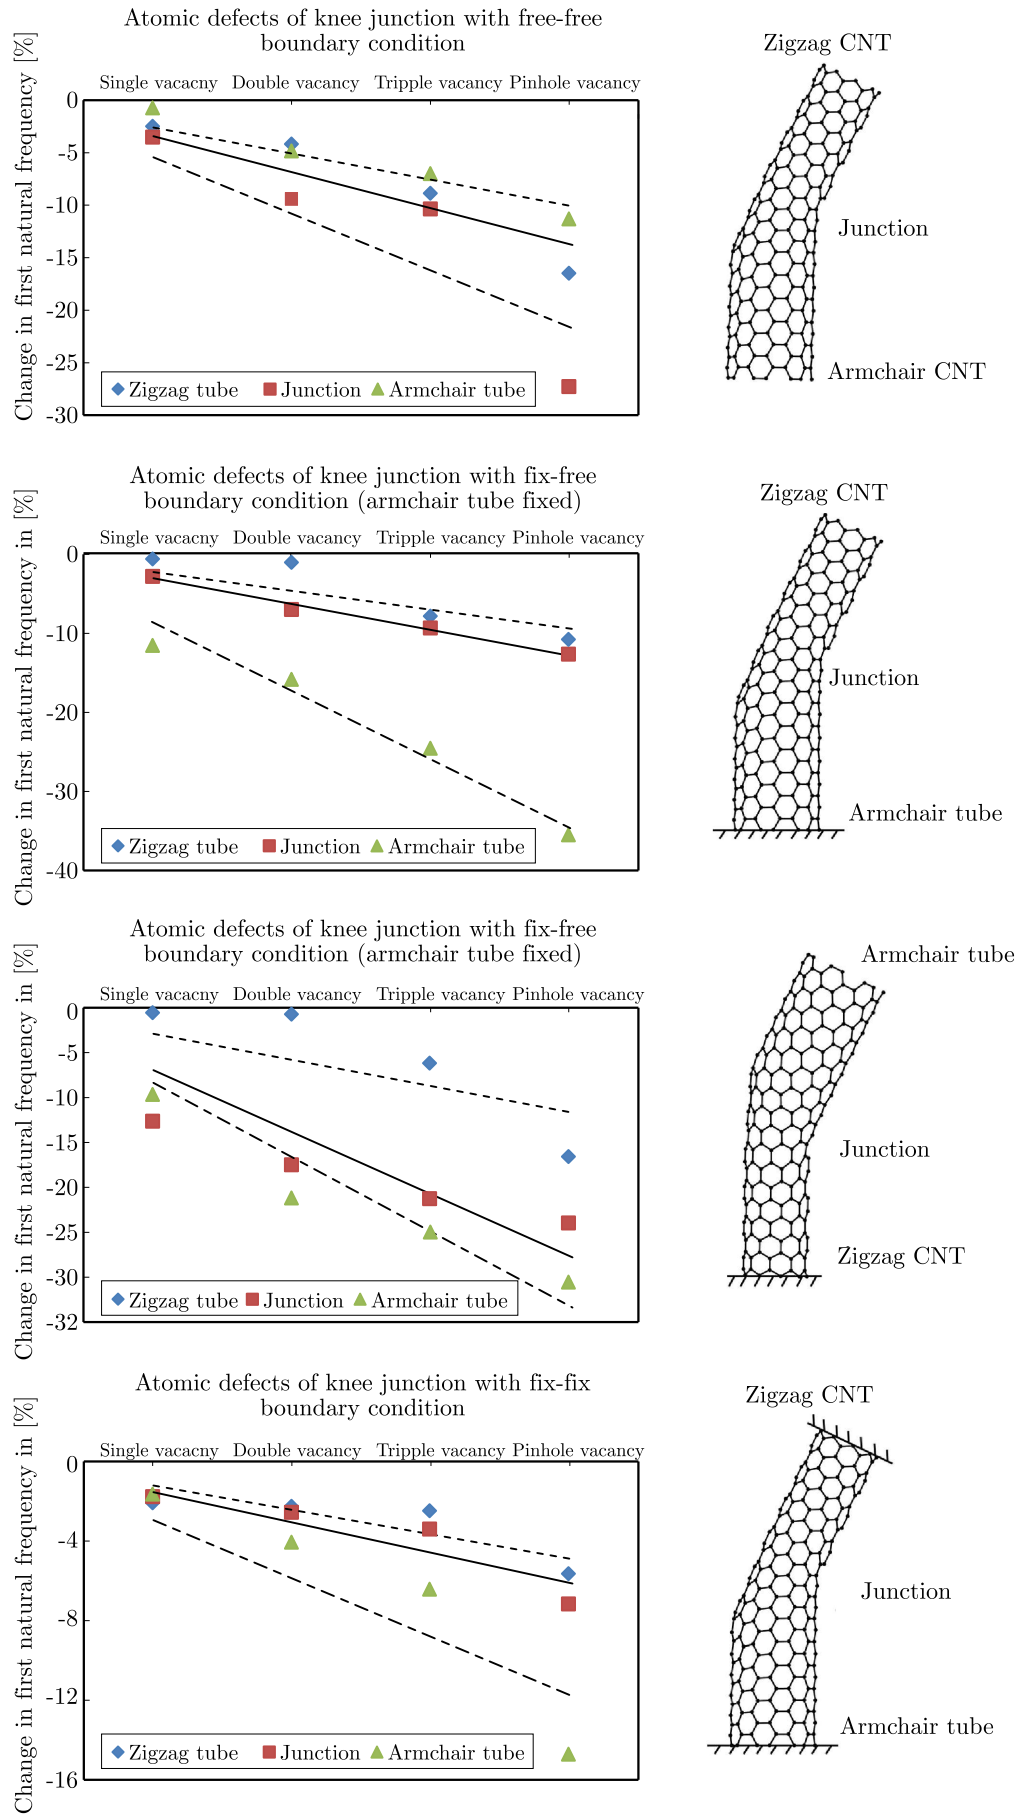 Atomic defects of knee junction with free-free
boundary condition
Change in first natural frequency [%]
Single vacacny Double vacancy Tripple vacancy Pinhole vacancy
0
-5
-10
-15
-20
-25
-30
Zigzag tube Junction Armchair tube
Zigzag CNT
Junction
Armchair CNT
Atomic defects of knee junction with fix-free
boundary condition (armchair tube fixed)
Change in first natural frequency in [%]
Single vacacny Double vacancy Tripple vacancy Pinhole vacancy
0
-10
-20
-30
-40
Zigzag tube Junction Armchair tube
Zigzag CNT
Junction
Armchair tube
Atomic defects of knee junction with fix-free
boundary condition (armchair tube fixed)
Change in first natural frequency in [%]
Single vacacny Double vacancy Tripple vacancy Pinhole vacancy
0
-5
-10
-15
-20
-25
-30
-32
Zigzag tube Junction Armchair tube
Armchair tube
Junction
Zigzag CNT
Atomic defects of knee junction with fix-fix
boundary condition
Change in first natural frequency in [%]
Single vacacny Double vacancy Tripple vacancy Pinhole vacancy
0
-4
-8
-12
-16
Zigzag tube Junction Armchair tube
Zigzag CNT
Junction
Armchair tube